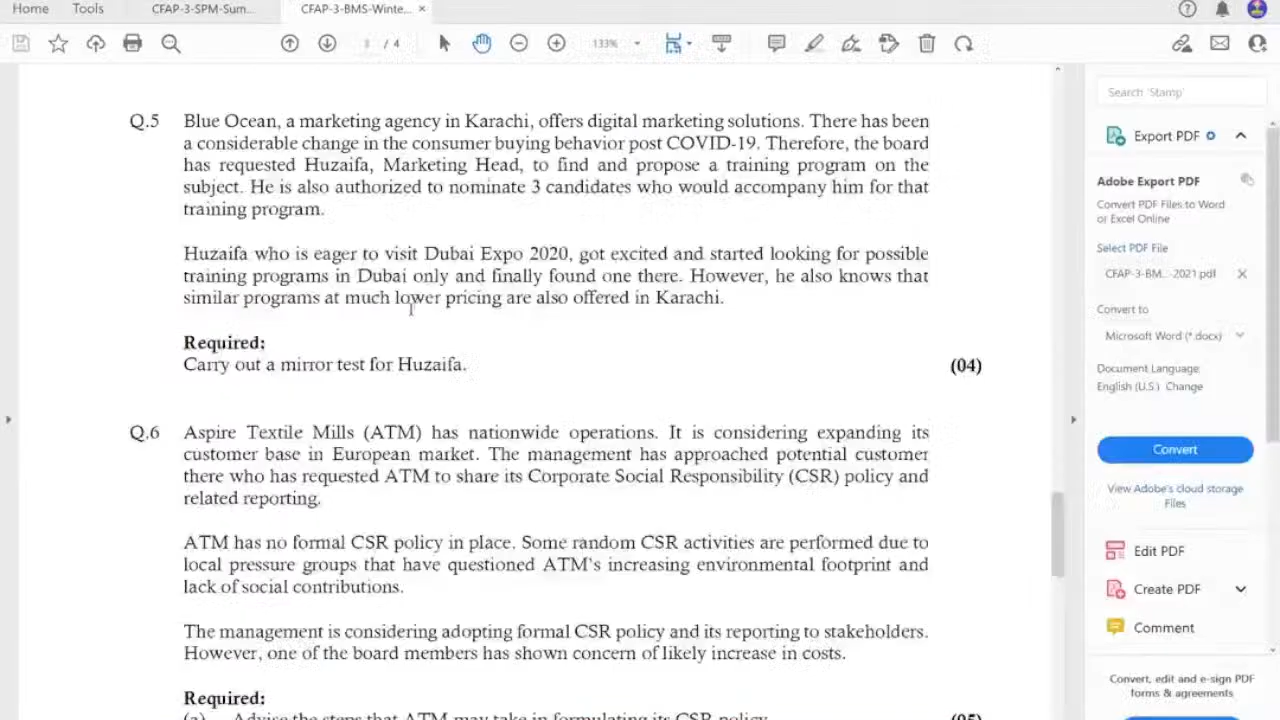 Home Tools CFAP-3-SPM-Sum... CFAP-3-BMS-Winte... ×
3 / 4 133%
Search 'Stamp'
Q.5 Blue Ocean, a marketing agency in Karachi, offers digital marketing solutions. There has been
a considerable change in the consumer buying behavior post COVID-19. Therefore, the board
has requested Huzaifa, Marketing Head, to find and propose a training program on the
subject. He is also authorized to nominate 3 candidates who would accompany him for that
training program.
Huzaifa who is eager to visit Dubai Expo 2020, got excited and started looking for possible
training programs in Dubai only and finally found one there. However, he also knows that
similar programs at much lower pricing are also offered in Karachi.
Required:
Carry out a mirror test for Huzaifa. (04)
Q.6 Aspire Textile Mills (ATM) has nationwide operations. It is considering expanding its
customer base in European market. The management has approached potential customer
there who has requested ATM to share its Corporate Social Responsibility (CSR) policy and
related reporting.
ATM has no formal CSR policy in place. Some random CSR activities are performed due to
local pressure groups that have questioned ATM's increasing environmental footprint and
lack of social contributions.
The management is considering adopting formal CSR policy and its reporting to stakeholders.
However, one of the board members has shown concern of likely increase in costs.
Required:
(a) Advise the steps that ATM may take in formulating its CSR policy. (05)
Export PDF
Adobe Export PDF
Convert PDF Files to Word
or Excel Online
Select PDF File
CFAP-3-BM... -2021.pdf
Convert to
Microsoft Word (*.docx)
Document Language:
English (U.S.) Change
Convert
View Adobe's cloud storage
Files
Edit PDF
Create PDF
Comment
Convert, edit and e-sign PDF
forms & agreements